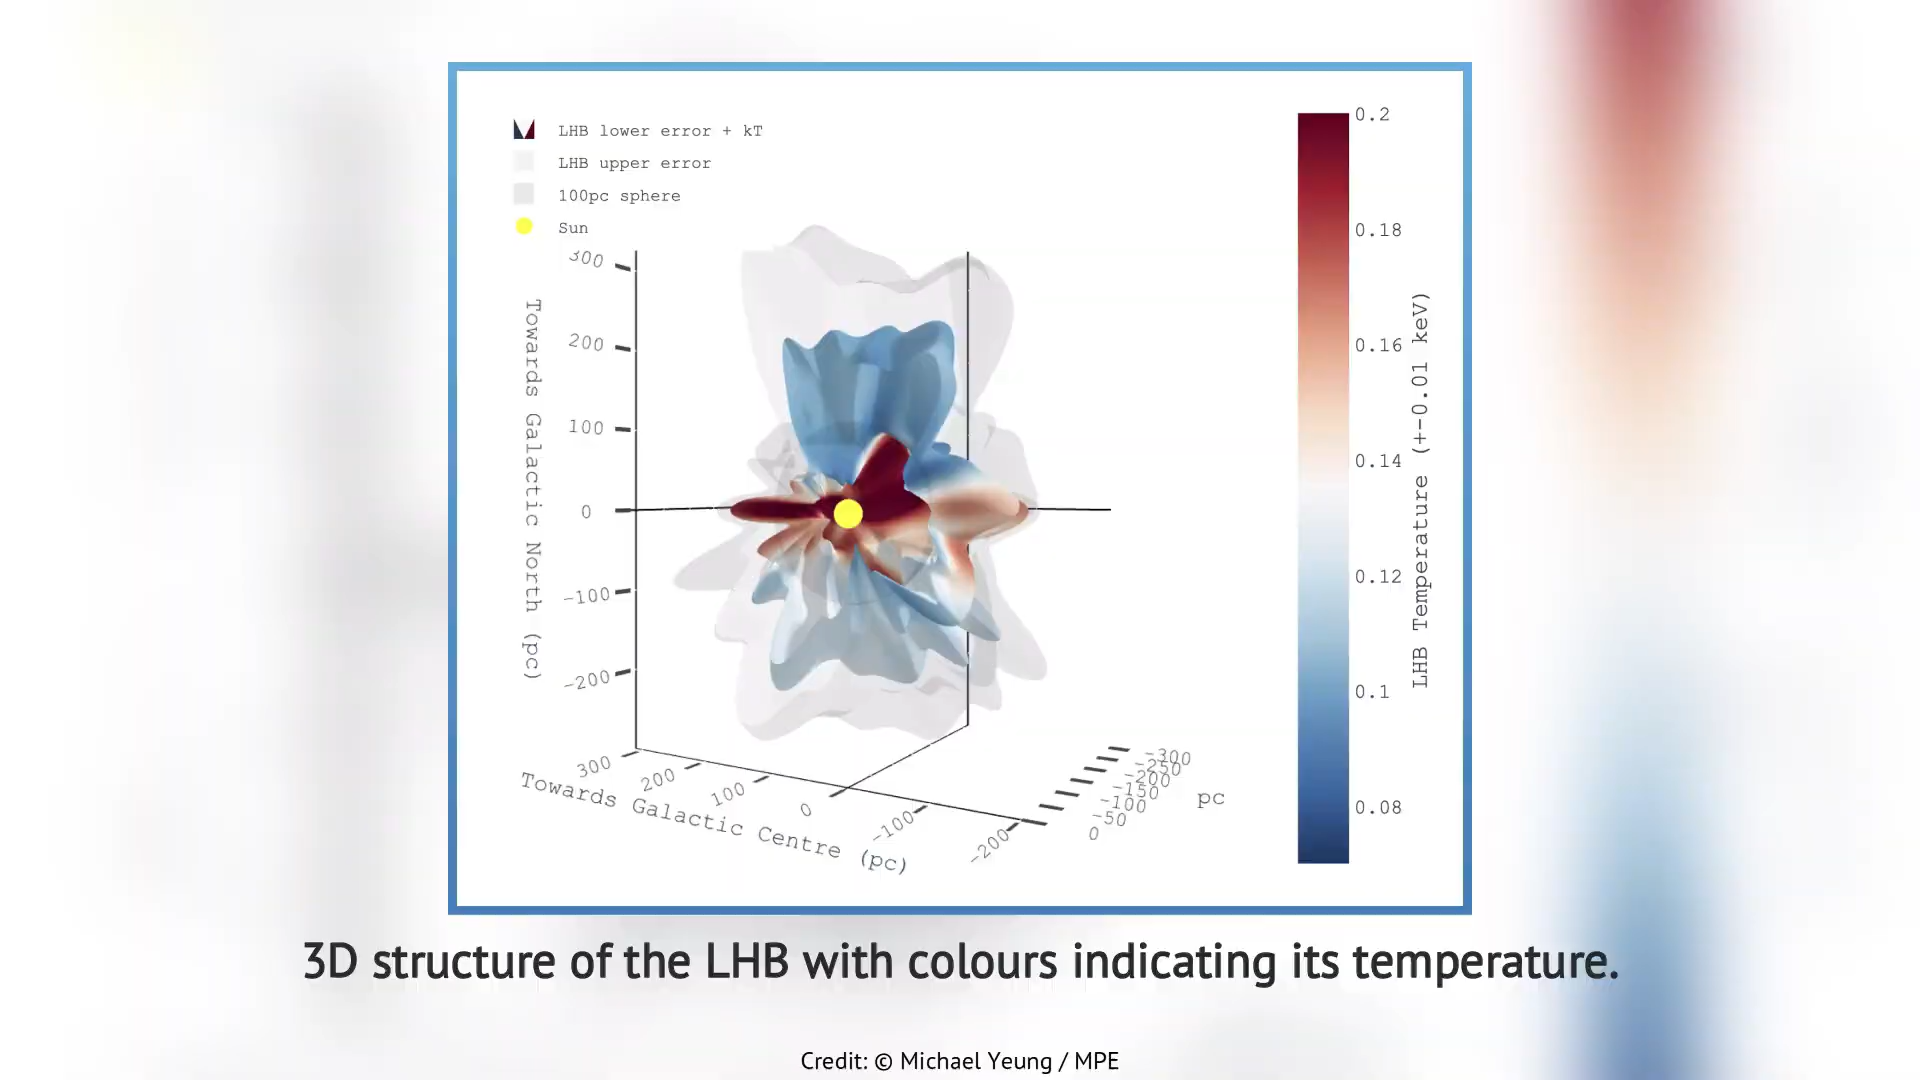 LHB lower error + kT
LHB upper error
100pc sphere
Sun
300
200
100
0
−100
−200
Towards Galactic North (pc)
300
200
100
0
−100
−200
Towards Galactic Centre (pc)
−300
−250
−200
−150
−100
−50
0
pc
0.2
0.18
0.16
0.14
0.12
0.1
0.08
LHB Temperature (+−0.01 keV)
3D structure of the LHB with colours indicating its temperature.
Credit: © Michael Yeung / MPE